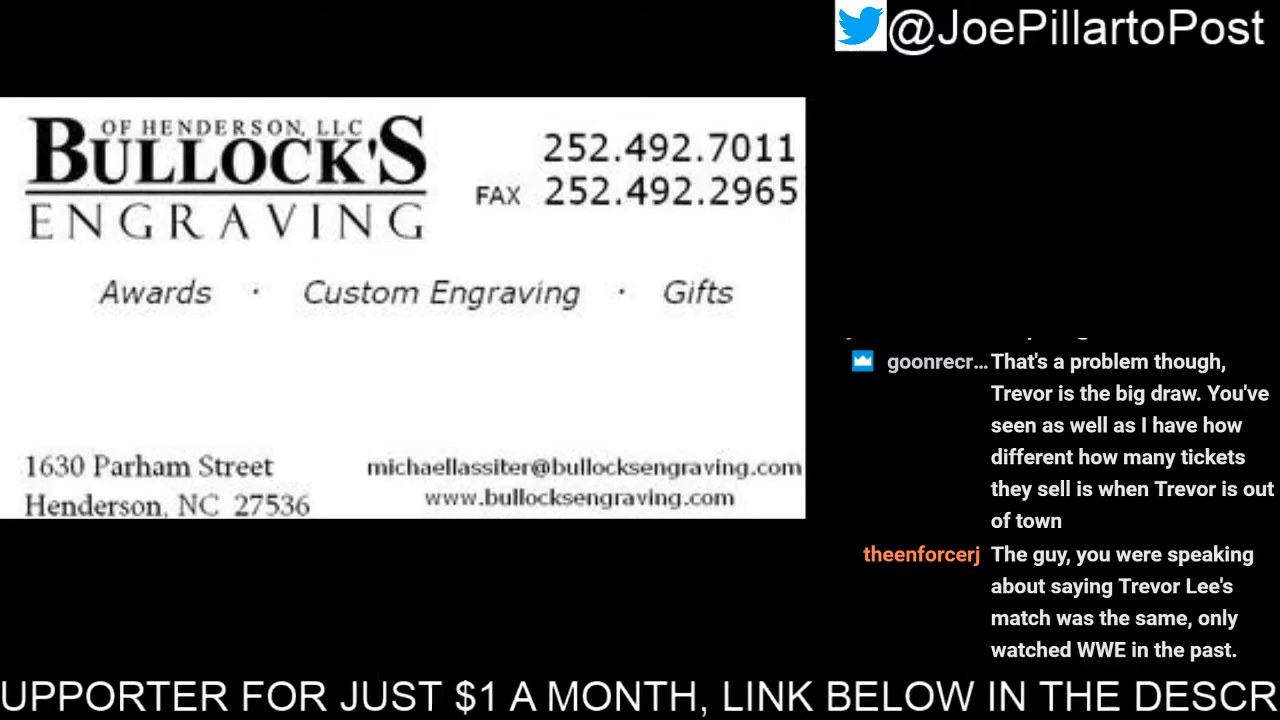 @JoePillartoPost
OF HENDERSON, LLC
BULLOCK'S
ENGRAVING
252.492.7011
FAX 252.492.2965
Awards · Custom Engraving · Gifts
1630 Parham Street
Henderson, NC 27536
michaellassiter@bullocksengraving.com
www.bullocksengraving.com
goonrecr... That's a problem though,
Trevor is the big draw. You've
seen as well as I have how
different how many tickets
they sell is when Trevor is out
of town
theenforcerj The guy, you were speaking
about saying Trevor Lee's
match was the same, only
watched WWE in the past.
UPPORTER FOR JUST $1 A MONTH, LINK BELOW IN THE DESCR